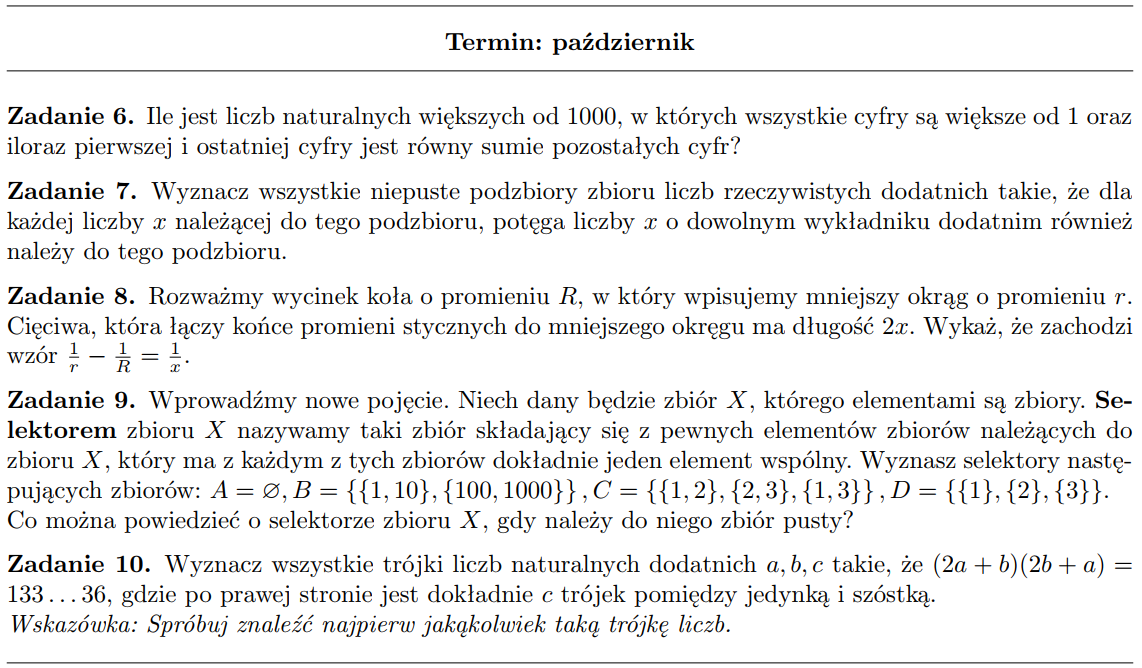 Termin: październik
Zadanie 6. Ile jest liczb naturalnych większych od 1000, w których wszystkie cyfry są większe od 1 oraz
iloraz pierwszej i ostatniej cyfry jest równy sumie pozostałych cyfr?
Zadanie 7. Wyznacz wszystkie niepuste podzbiory zbioru liczb rzeczywistych dodatnich takie, że dla
każdej liczby x należącej do tego podzbioru, potęga liczby x o dowolnym wykładniku dodatnim również
należy do tego podzbioru.
Zadanie 8. Rozważmy wycinek koła o promieniu R, w który wpisujemy mniejszy okrąg o promieniu r.
Cięciwa, która łączy końce promieni stycznych do mniejszego okręgu ma długość 2x. Wykaż, że zachodzi
wzór 1/r − 1/R = 1/x.
Zadanie 9. Wprowadźmy nowe pojęcie. Niech dany będzie zbiór X, którego elementami są zbiory. Se-
lektorem zbioru X nazywamy taki zbiór składający się z pewnych elementów zbiorów należących do
zbioru X, który ma z każdym z tych zbiorów dokładnie jeden element wspólny. Wyznasz selektory nastę-
pujących zbiorów: A = ∅, B = {{1, 10}, {100, 1000}} , C = {{1, 2}, {2, 3}, {1, 3}} , D = {{1}, {2}, {3}}.
Co można powiedzieć o selektorze zbioru X, gdy należy do niego zbiór pusty?
Zadanie 10. Wyznacz wszystkie trójki liczb naturalnych dodatnich a, b, c takie, że (2a + b)(2b + a) =
133 . . . 36, gdzie po prawej stronie jest dokładnie c trójek pomiędzy jedynką i szóstką.
Wskazówka: Spróbuj znaleźć najpierw jakąkolwiek taką trójkę liczb.